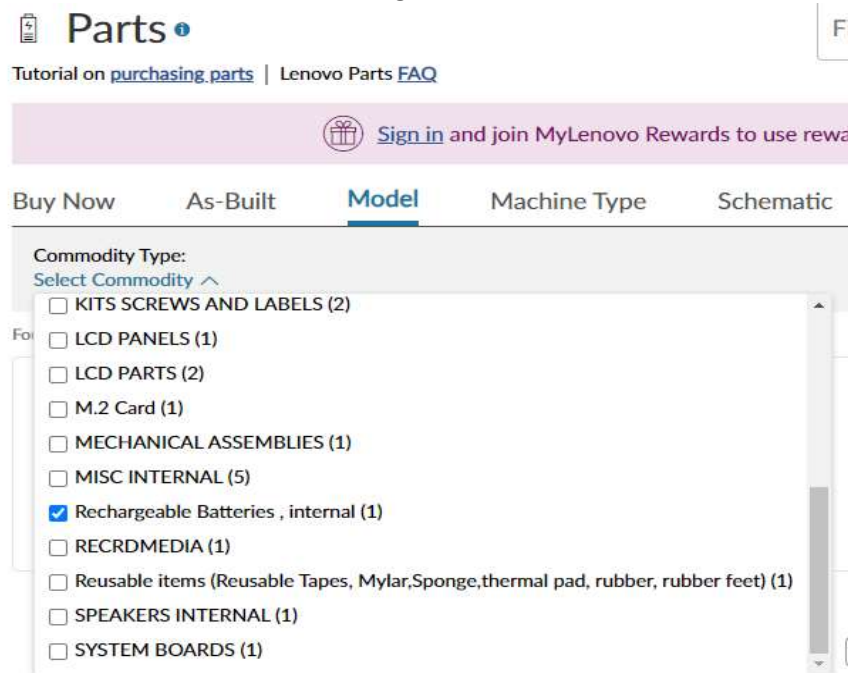 Parts
Tutorial on purchasing parts | Lenovo Parts FAQ
Sign in and join MyLenovo Rewards to use rewa
Buy Now As-Built Model Machine Type Schematic
Commodity Type:
Select Commodity
KITS SCREWS AND LABELS (2)
LCD PANELS (1)
LCD PARTS (2)
M.2 Card (1)
MECHANICAL ASSEMBLIES (1)
MISC INTERNAL (5)
Rechargeable Batteries , internal (1)
RECRDMEDIA (1)
Reusable items (Reusable Tapes, Mylar,Sponge,thermal pad, rubber, rubber feet) (1)
SPEAKERS INTERNAL (1)
SYSTEM BOARDS (1)